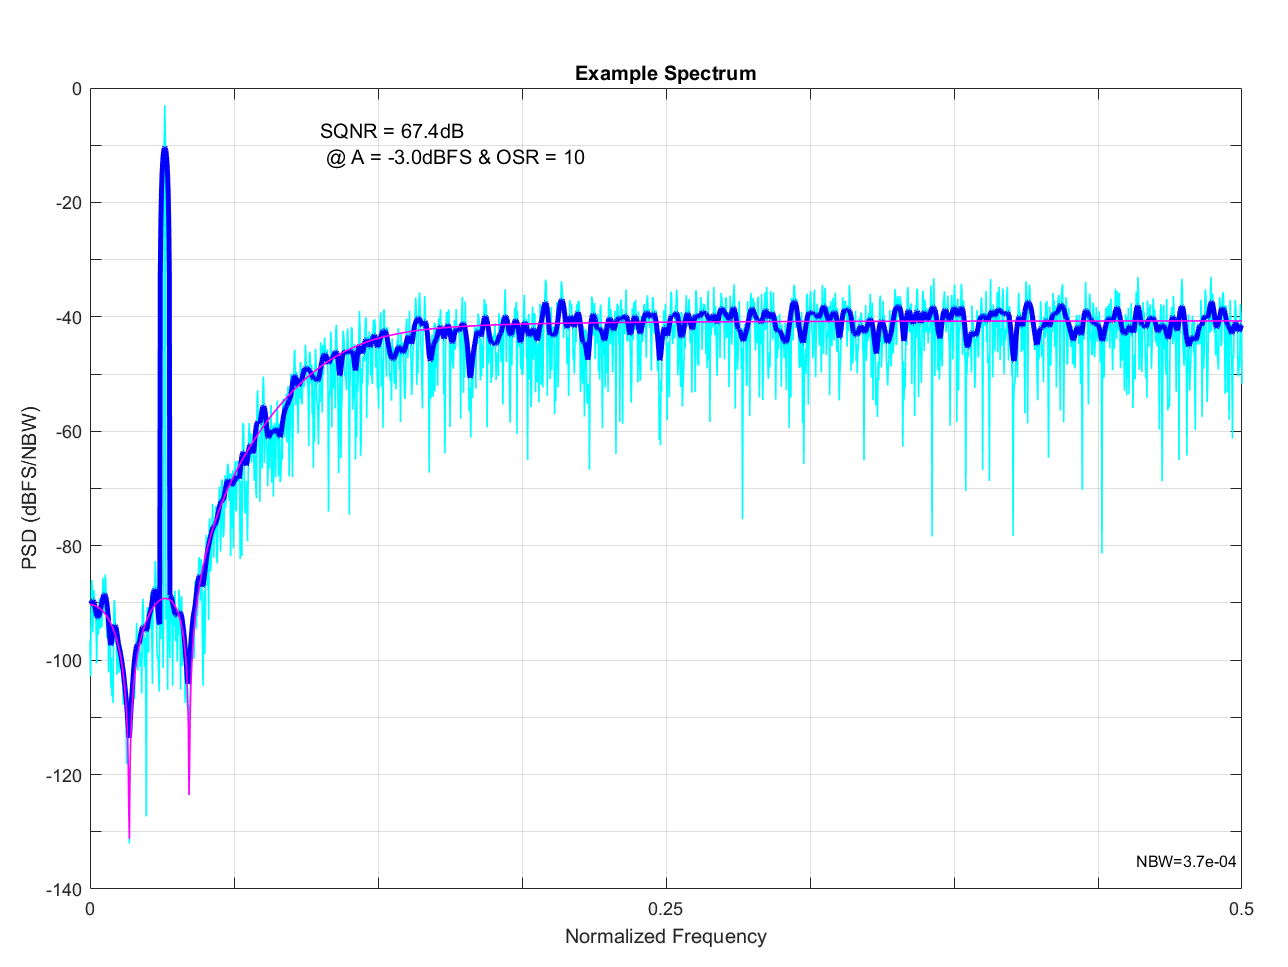 Example Spectrum
SQNR = 67.4dB
@ A = -3.0dBFS & OSR = 10
PSD (dBFS/NBW)
0
-20
-40
-60
-80
-100
-120
-140
NBW=3.7e-04
0 0.25 0.5
Normalized Frequency